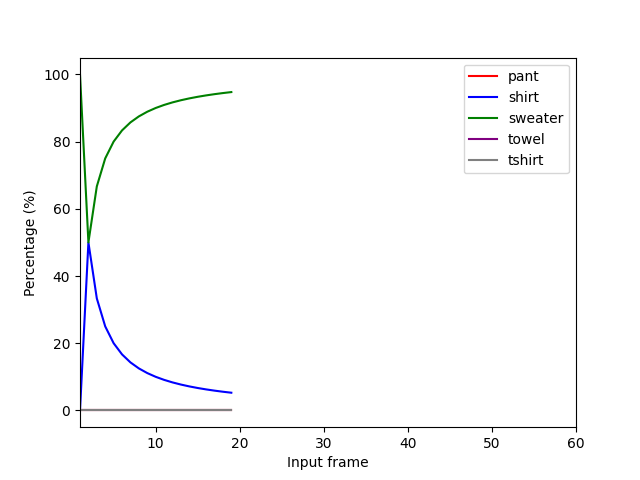 100
80
60
40
20
0
Percentage (%)
pant
shirt
sweater
towel
tshirt
10 20 30 40 50 60
Input frame